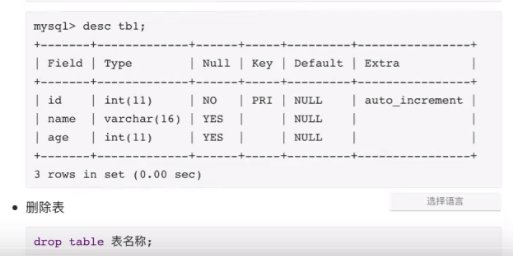 mysql> desc tb1;
+-------+-------------+------+-----+---------+----------------+
| Field | Type        | Null | Key | Default | Extra          |
+-------+-------------+------+-----+---------+----------------+
| id    | int(11)     | NO   | PRI | NULL    | auto_increment |
| name  | varchar(16) | YES  |     | NULL    |                |
| age   | int(11)     | YES  |     | NULL    |                |
+-------+-------------+------+-----+---------+----------------+
3 rows in set (0.00 sec)
选择语言
• 删除表
drop table 表名称;